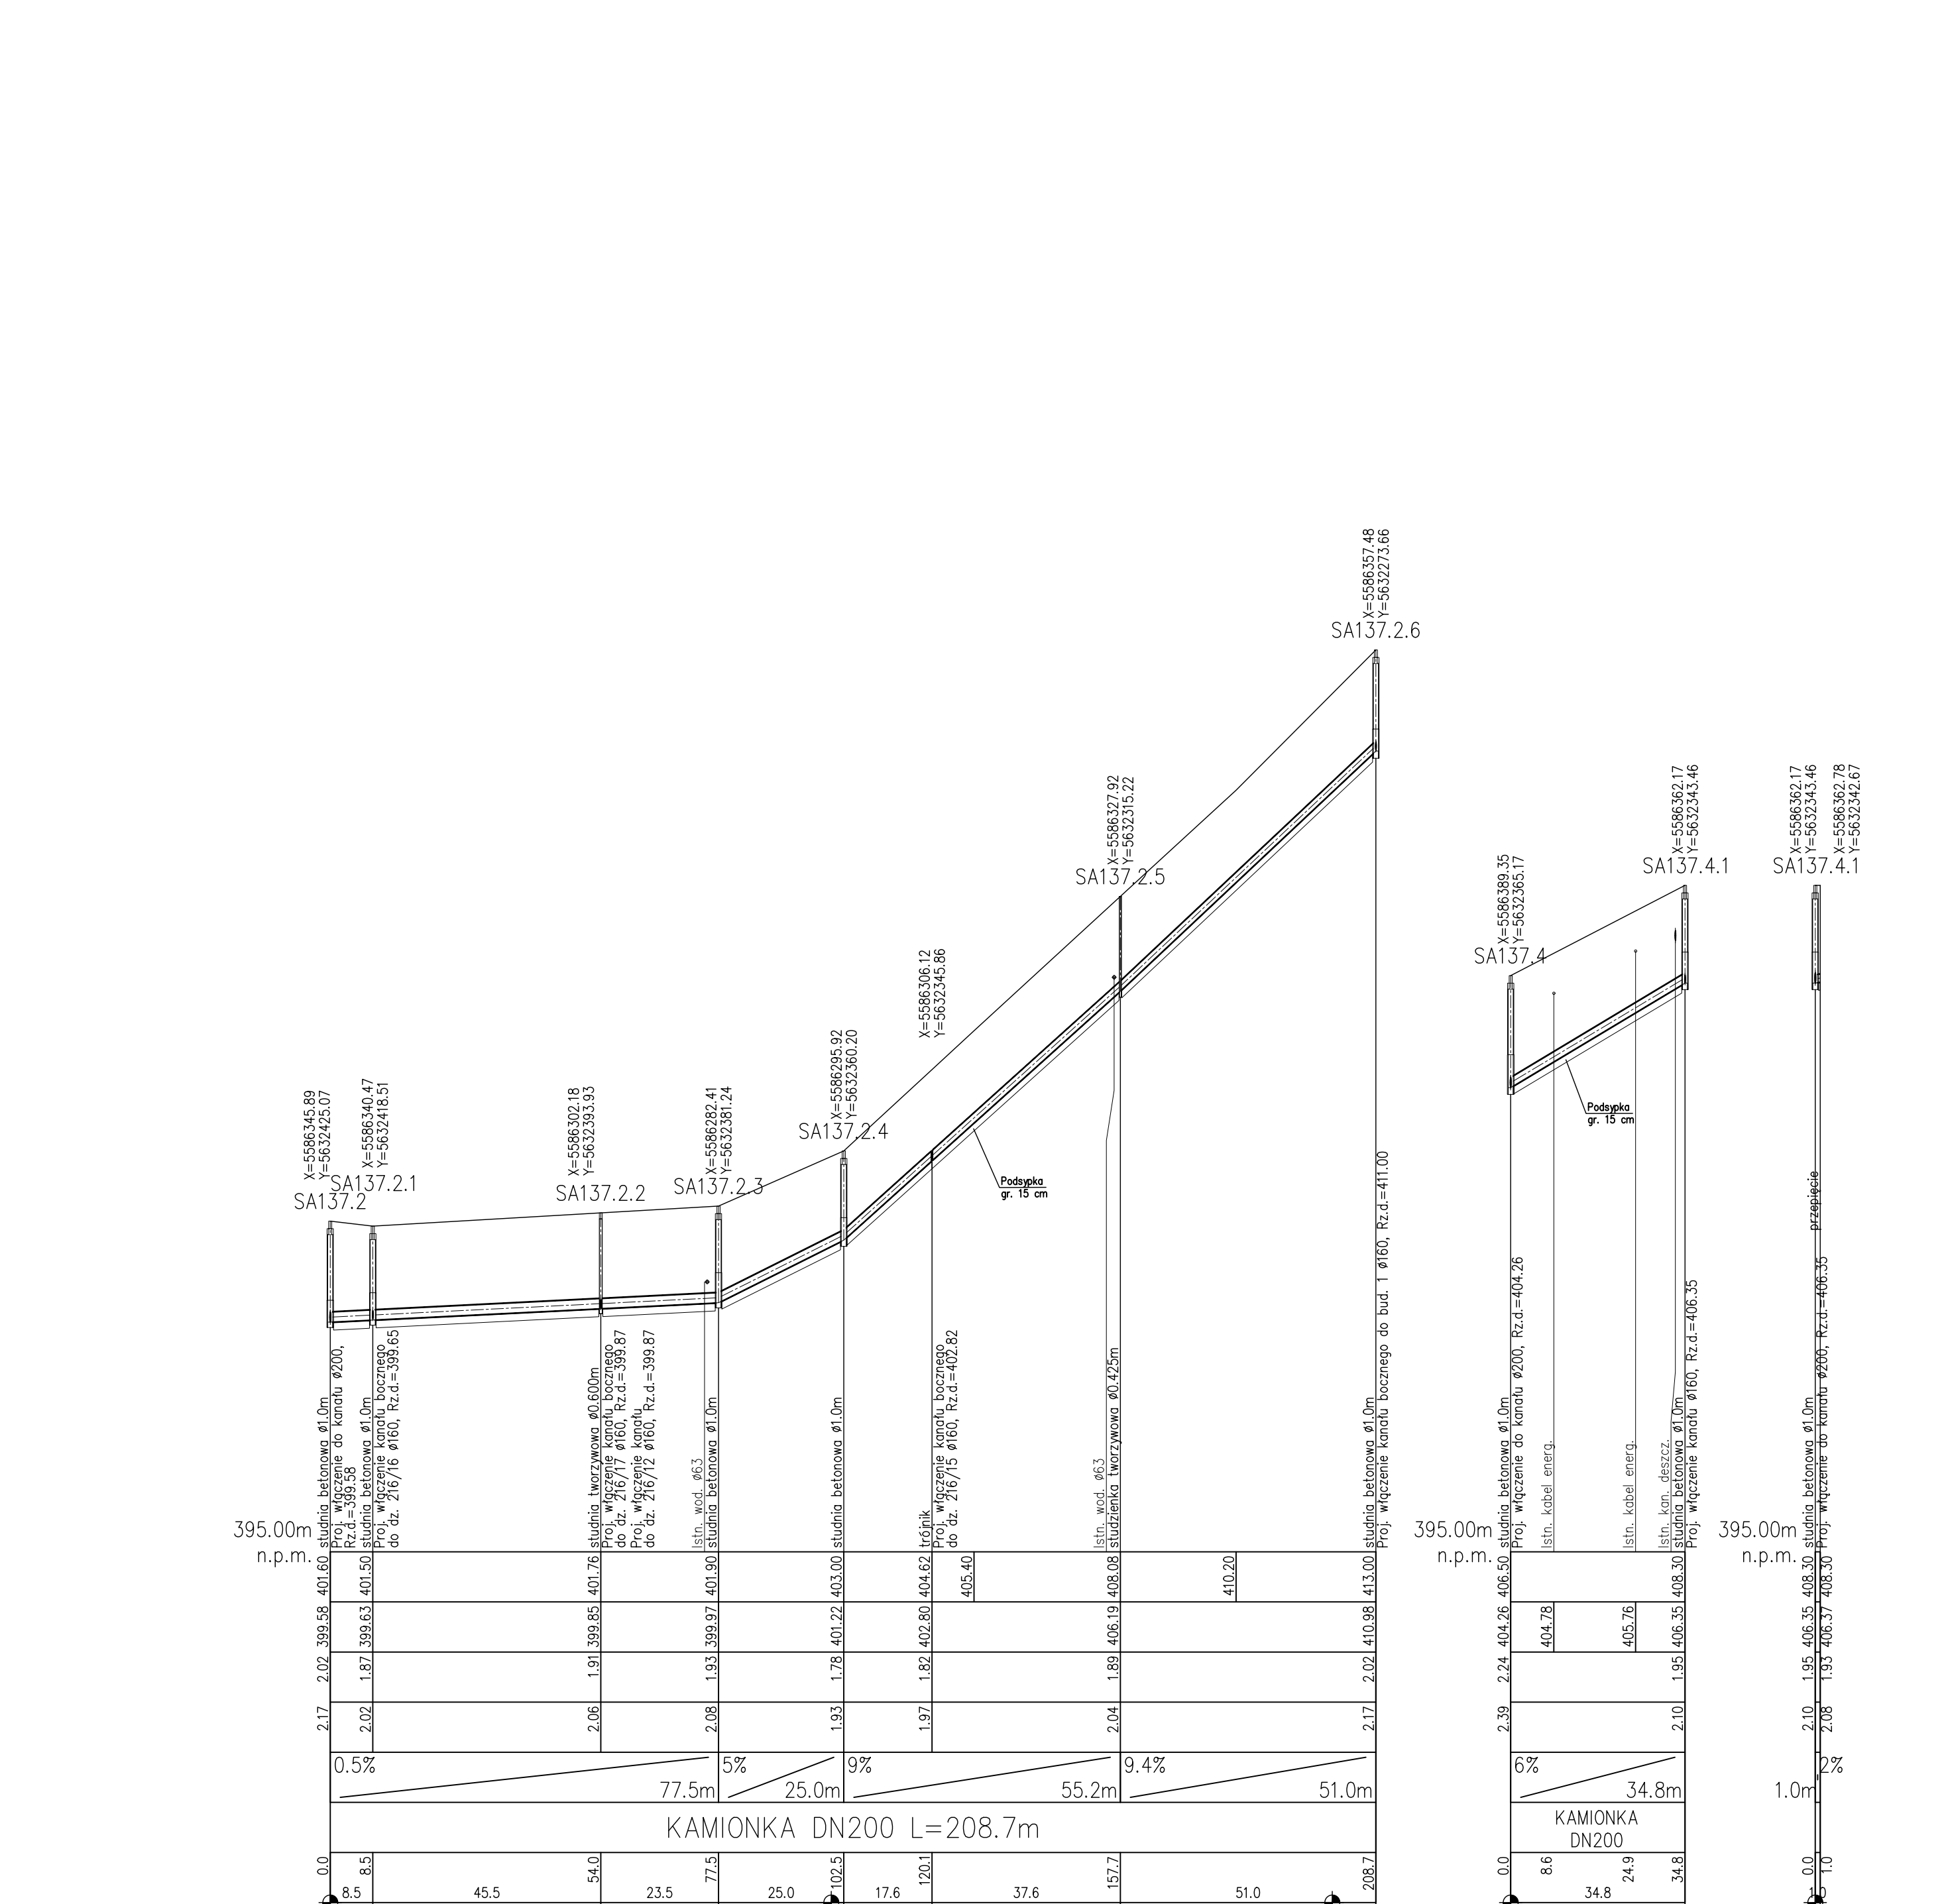 X=5586357.48
Y=5632273.66
SA137.2.6
X=5586327.92
Y=5632315.22
SA137.2.5
X=5586362.17
Y=5632343.46
SA137.4.1
X=5586362.17
Y=5632343.46
X=5586362.78
Y=5632342.67
SA137.4.1
X=5586389.35
Y=5632365.17
SA137.4
X=5586306.12
Y=5632345.86
X=5586295.92
Y=5632360.20
SA137.2.4
X=5586345.89
Y=5632425.07
SA137.2
X=5586340.47
Y=5632418.51
SA137.2.1
X=5586302.18
Y=5632393.93
SA137.2.2
X=5586282.41
Y=5632381.24
SA137.2.3
Podsypka
gr. 15 cm
Podsypka
gr. 15 cm
395.00m
n.p.m.
studnia betonowa ø1.0m
Proj. włączenie do kanału ø200,
Rz.d.=399.58
studnia betonowa ø1.0m
Proj. włączenie kanału bocznego
do dz. 216/16 ø160, Rz.d.=399.65
studnia tworzywowa ø0.600m
Proj. włączenie kanału bocznego
do dz. 216/17 ø160, Rz.d.=399.87
Proj. włączenie kanału
do dz. 216/12 ø160, Rz.d.=399.87
Istn. wod. ø63
studnia betonowa ø1.0m
studnia betonowa ø1.0m
trójnik
Proj. włączenie kanału bocznego
do dz. 216/15 ø160, Rz.d.=402.82
Istn. wod. ø63
studzienka tworzywowa ø0.425m
studnia betonowa ø1.0m
Proj. włączenie kanału bocznego do bud. 1 ø160, Rz.d.=411.00
395.00m
n.p.m.
studnia betonowa ø1.0m
Proj. włączenie do kanału ø200, Rz.d.=404.26
Istn. kabel energ.
Istn. kabel energ.
Istn. kan. deszcz.
studnia betonowa ø1.0m
Proj. włączenie kanału ø160, Rz.d.=406.35
395.00m
n.p.m.
przepięcie
studnia betonowa ø1.0m
Proj. włączenie do kanału ø200, Rz.d.=406.35
401.60 401.50 401.76 401.90 403.00 404.62 405.40 408.08 410.20 413.00 406.50 408.30 408.30 408.30
399.58 399.63 399.85 399.97 401.22 402.80 406.19 410.98 404.26 404.78 405.76 406.35 406.35 406.37
2.02 1.87 1.91 1.93 1.78 1.82 1.89 2.02 2.24 1.95 1.95 1.93
2.17 2.02 2.06 2.08 1.93 1.97 2.04 2.17 2.39 2.10 2.10 2.08
0.5% 5% 9% 9.4% 6% 2%
77.5m 25.0m 55.2m 51.0m 34.8m 1.0m
KAMIONKA DN200 L=208.7m
KAMIONKA
DN200
0.0 8.5 54.0 77.5 102.5 120.1 157.7 208.7 0.0 8.6 24.9 34.8 0.0 1.0
8.5 45.5 23.5 25.0 17.6 37.6 51.0 34.8 1.0